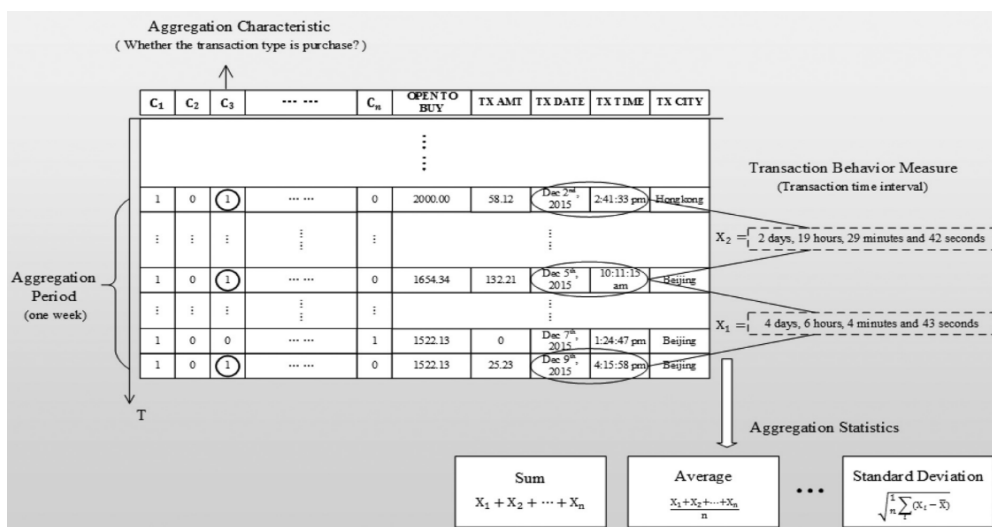 Aggregation Characteristic
( Whether the transaction type is purchase? )
C₁ C₂ C₃ ... ... Cₙ OPEN TO BUY TX AMT TX DATE TX TIME TX CITY
⋮
1 0 1 ... ... 0 2000.00 58.12 Dec 2nd, 2015 2:41:33 pm Hongkong
⋮ ⋮ ⋮ ⋮ ⋮ ⋮
1 0 1 ... ... 0 1654.34 132.21 Dec 5th, 2015 10:11:15 am Beijing
⋮ ⋮ ⋮ ⋮ ⋮ ⋮
1 0 0 ... ... 1 1522.13 0 Dec 7th, 2015 1:24:47 pm Beijing
1 0 1 ... ... 0 1522.13 25.23 Dec 9th, 2015 4:15:58 pm Beijing
Aggregation
Period
(one week)
T
Transaction Behavior Measure
(Transaction time interval)
X₂ = 2 days, 19 hours, 29 minutes and 42 seconds
X₁ = 4 days, 6 hours, 4 minutes and 43 seconds
Aggregation Statistics
Sum
X₁ + X₂ + ⋯ + Xₙ
Average
X₁+X₂+⋯+Xₙ
n
...
Standard Deviation
√(1/n ∑ᵢ(Xᵢ − X̄))